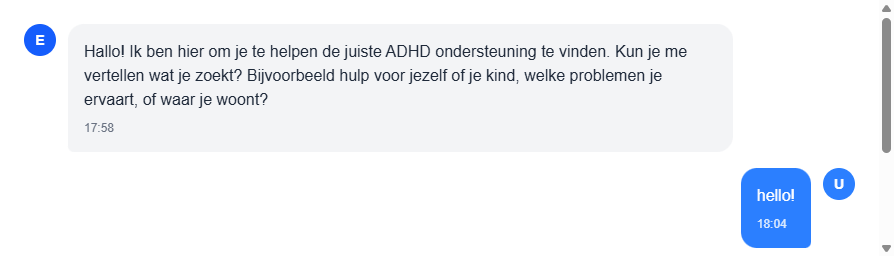 E
Hallo! Ik ben hier om je te helpen de juiste ADHD ondersteuning te vinden. Kun je me
vertellen wat je zoekt? Bijvoorbeeld hulp voor jezelf of je kind, welke problemen je
ervaart, of waar je woont?
17:58
hello!
U
18:04